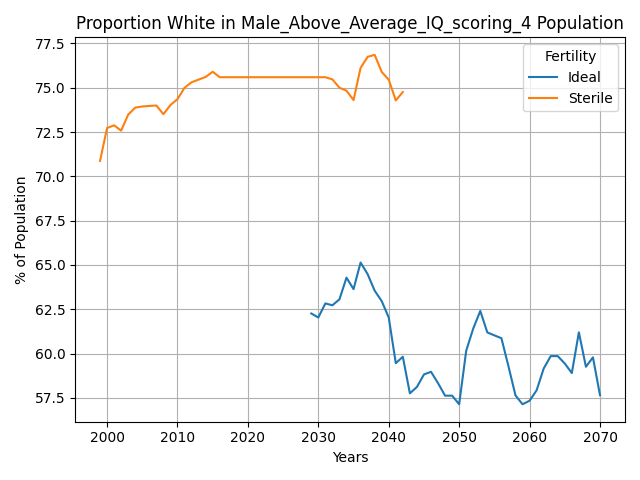 Proportion White in Male_Above_Average_IQ_scoring_4 Population
77.5
75.0
72.5
70.0
67.5
65.0
62.5
60.0
57.5
% of Population
Fertility
Ideal
Sterile
2000 2010 2020 2030 2040 2050 2060 2070
Years